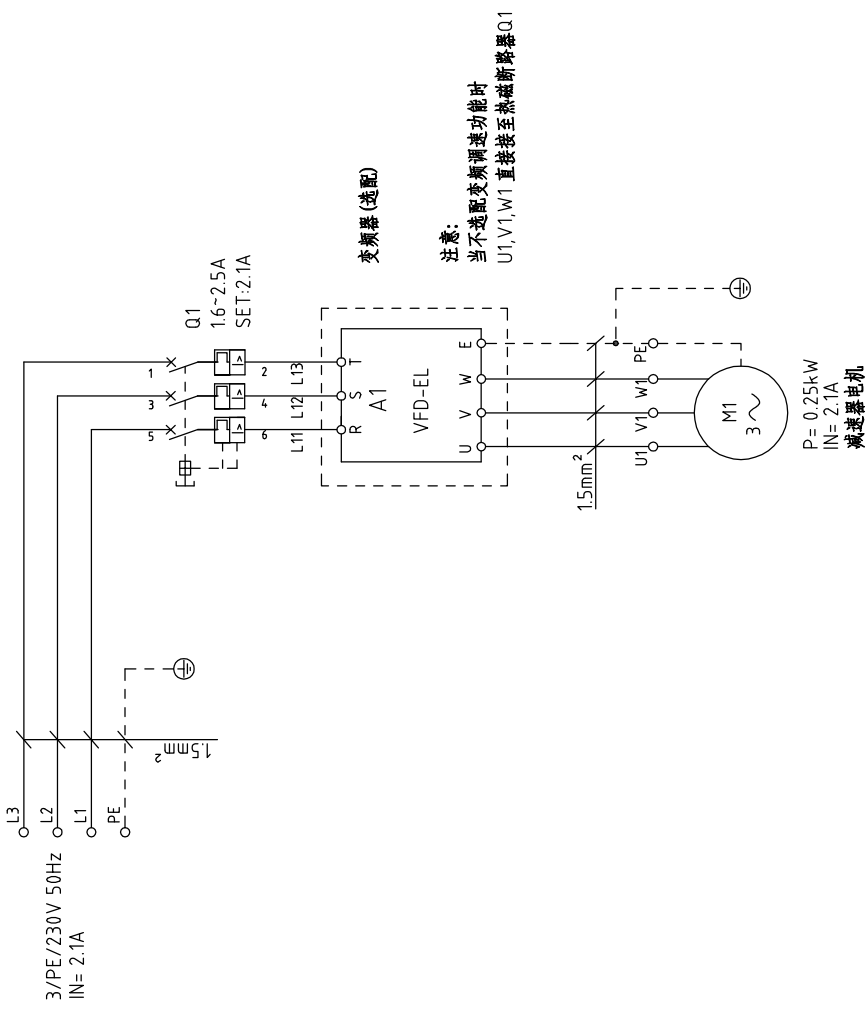 3/PE/230V 50Hz
IN= 2.1A
L3
L2
L1
PE
1.5mm²
Q1
1.6~2.5A
SET:2.1A
1
3
5
2
4
6
L13
L12
L11
T
S
R
A1
VFD-EL
U
V
W
E
变频器(选配)
注意:
当不选配变频调速功能时
U1,V1,W1 直接接至热磁断路器Q1
1.5mm²
U1
V1
W1
PE
M1
3
P= 0.25kW
IN= 2.1A
减速器电机